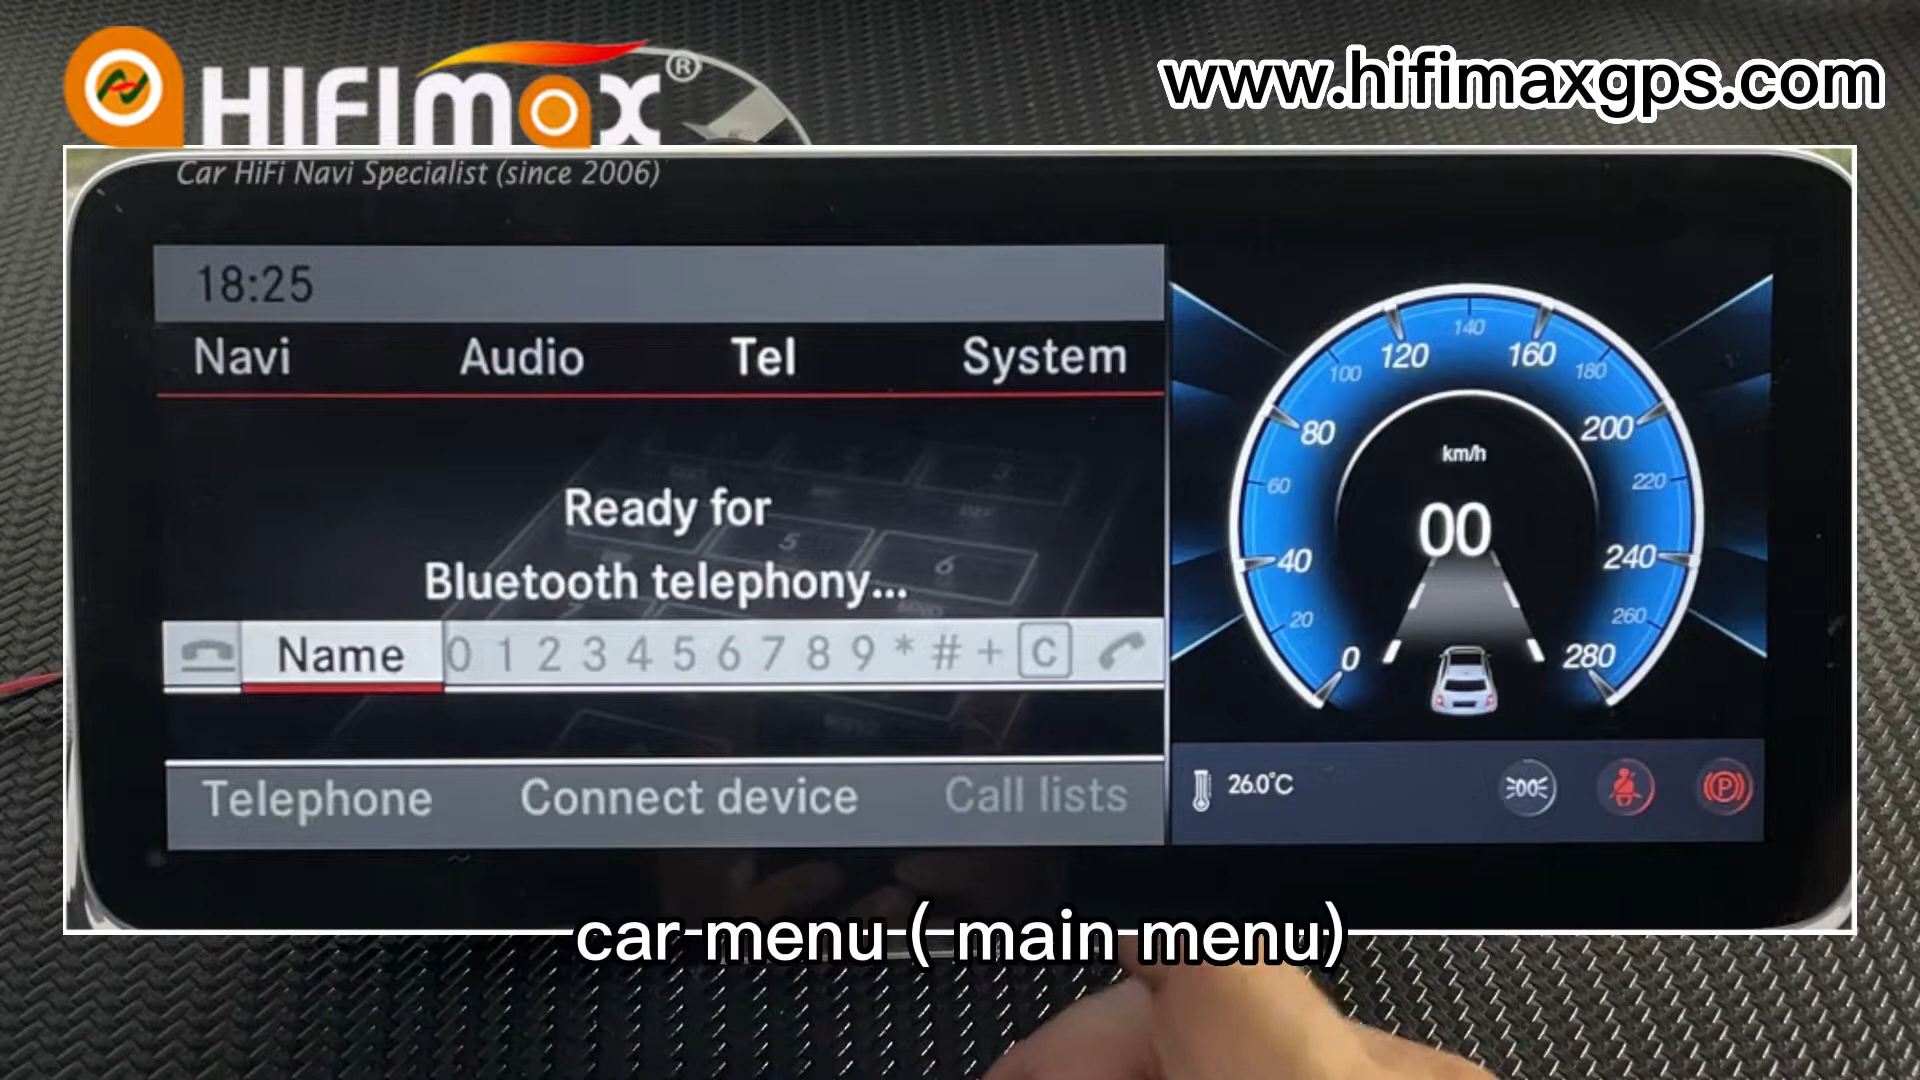 HIFIMAX®
www.hifimaxgps.com
Car HiFi Navi Specialist (since 2006)
18:25
Navi Audio Tel System
Ready for
Bluetooth telephony...
Name 0 1 2 3 4 5 6 7 8 9 * # + C
Telephone Connect device Call lists
0 20 40 60 80 100 120 140 160 180 200 220 240 260 280
km/h
00
26.0°C
P
car menu ( main menu)